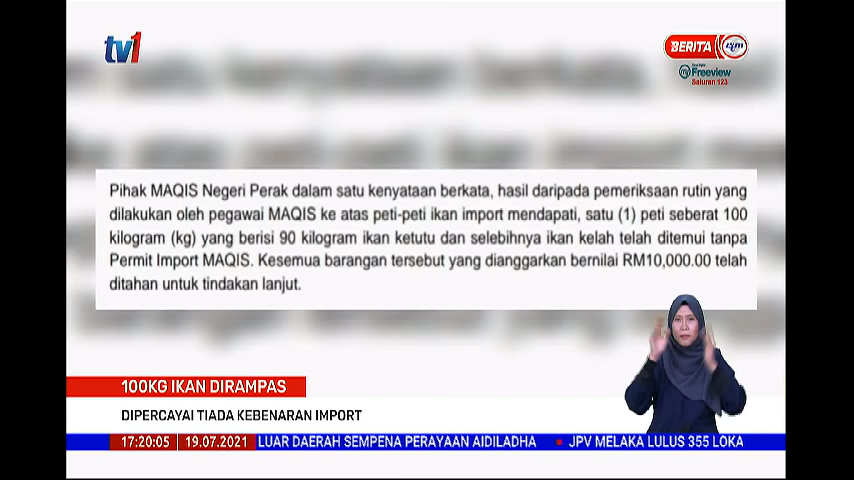 tv1
BERITA rtm
myFreeview
Saluran 123
Pihak MAQIS Negeri Perak dalam satu kenyataan berkata, hasil daripada pemeriksaan rutin yang
dilakukan oleh pegawai MAQIS ke atas peti-peti ikan import mendapati, satu (1) peti seberat 100
kilogram (kg) yang berisi 90 kilogram ikan ketutu dan selebihnya ikan kelah telah ditemui tanpa
Permit Import MAQIS. Kesemua barangan tersebut yang dianggarkan bernilai RM10,000.00 telah
ditahan untuk tindakan lanjut.
100KG IKAN DIRAMPAS
DIPERCAYAI TIADA KEBENARAN IMPORT
17:20:05 19.07.2021 LUAR DAERAH SEMPENA PERAYAAN AIDILADHA • JPV MELAKA LULUS 355 LOKA